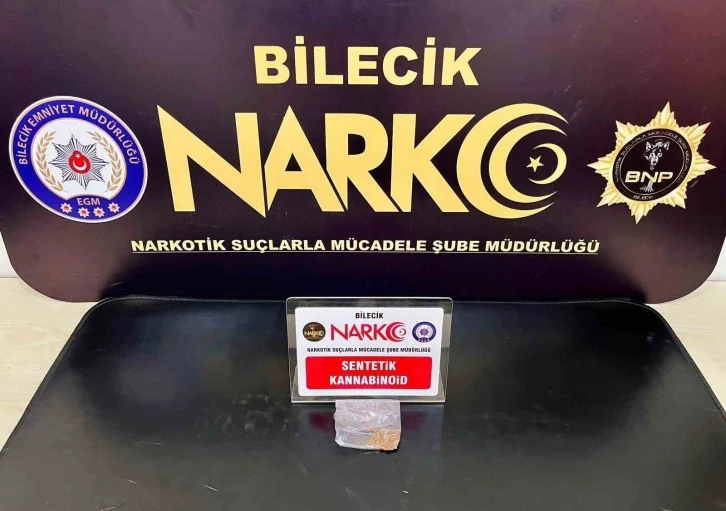 BİLECİK
NARKO
BİLECİK EMNİYET MÜDÜRLÜĞÜ
EGM
BNP
NARKOTİK SUÇLARLA MÜCADELE ŞUBE MÜDÜRLÜĞÜ
BİLECİK
NARKO
NARKOTİK SUÇLARLA MÜCADELE ŞUBE MÜDÜRLÜĞÜ
SENTETİK
KANNABİNOİD